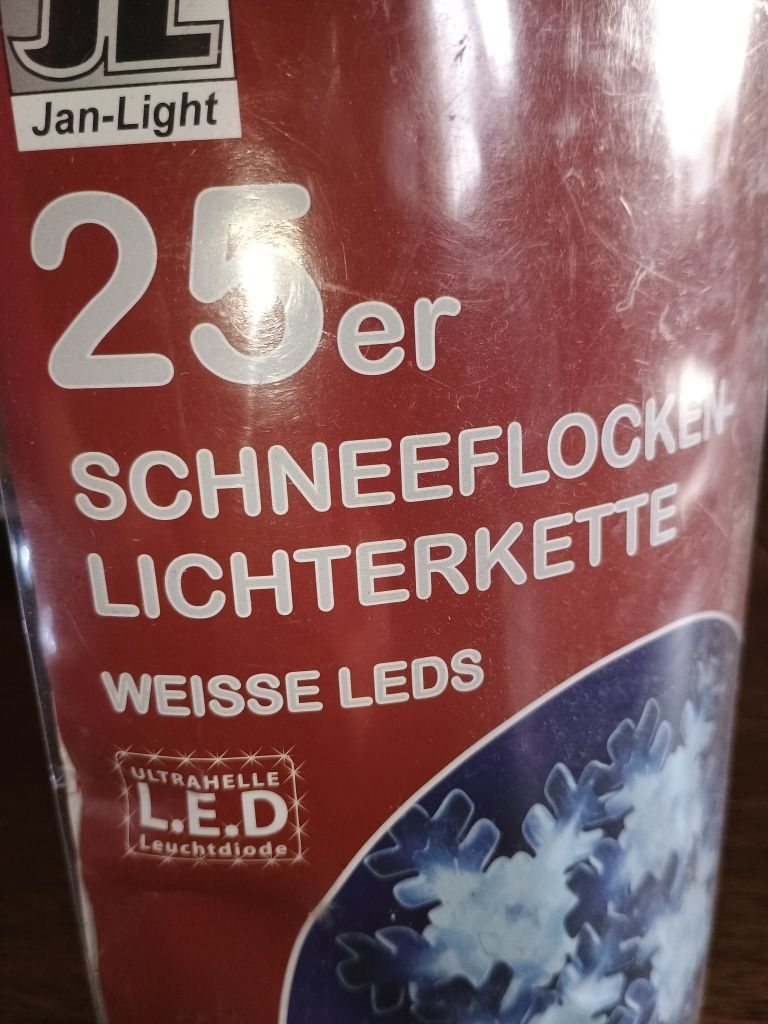 JL
Jan-Light
25er
SCHNEEFLOCKEN-
LICHTERKETTE
WEISSE LEDS
ULTRAHELLE
L.E.D
Leuchtdiode